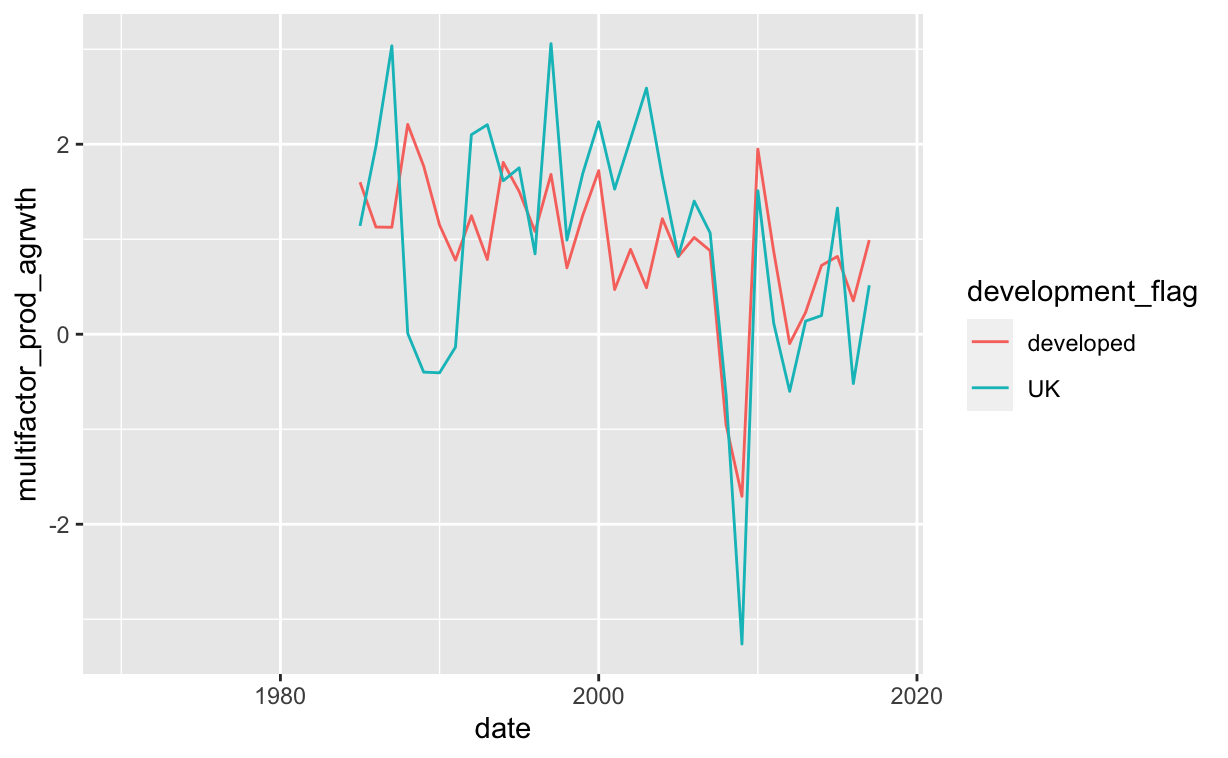 multifactor_prod_agrwth
2
0
-2
1980
2000
2020
date
development_flag
developed
UK